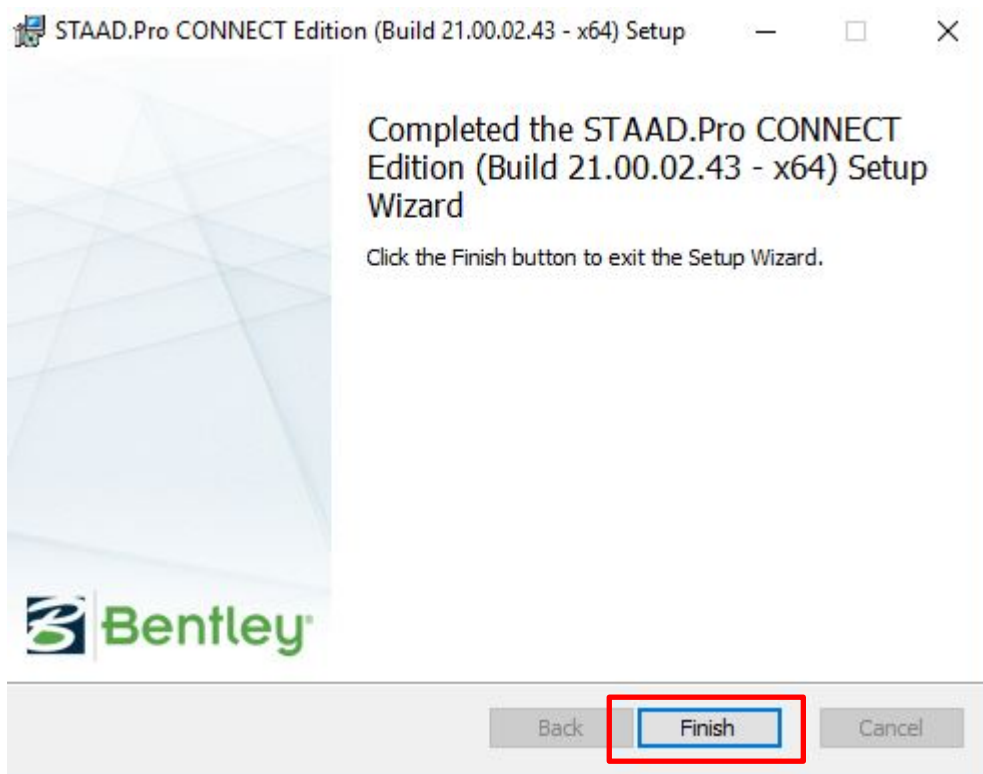 STAAD.Pro CONNECT Edition (Build 21.00.02.43 - x64) Setup
Completed the STAAD.Pro CONNECT
Edition (Build 21.00.02.43 - x64) Setup
Wizard
Click the Finish button to exit the Setup Wizard.
Bentley
Back Finish Cancel